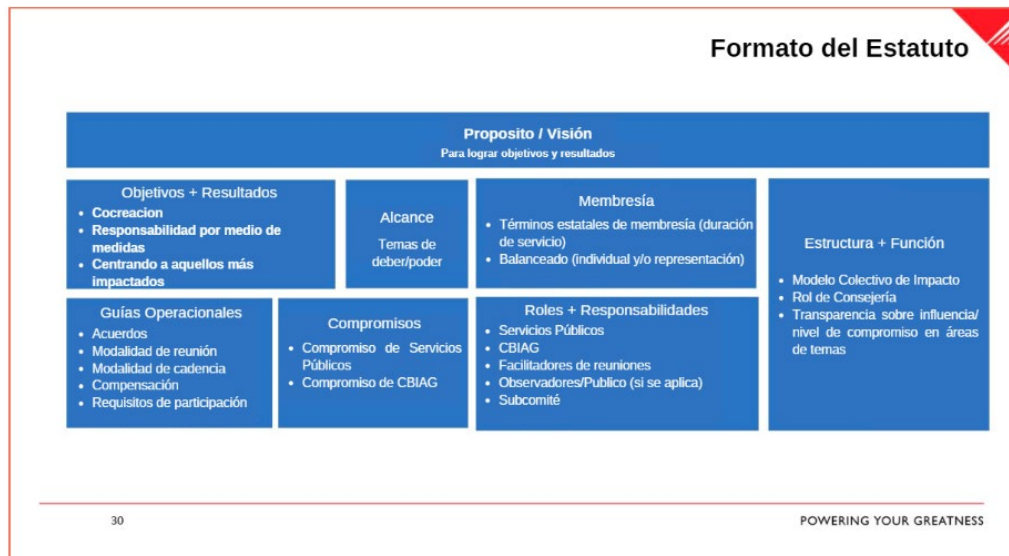 Formato del Estatuto
Proposito / Visión
Para lograr objetivos y resultados
Objetivos + Resultados
• Cocreacion
• Responsabilidad por medio de
medidas
• Centrando a aquellos más
impactados
Alcance
Temas de
deber/poder
Membresía
• Términos estatales de membresía (duración
de servicio)
• Balanceado (individual y/o representación)
Estructura + Función
• Modelo Colectivo de Impacto
• Rol de Consejería
• Transparencia sobre influencia/
nivel de compromiso en áreas
de temas
Guías Operacionales
• Acuerdos
• Modalidad de reunión
• Modalidad de cadencia
• Compensación
• Requisitos de participación
Compromisos
• Compromiso de Servicios
Públicos
• Compromiso de CBIAG
Roles + Responsabilidades
• Servicios Públicos
• CBIAG
• Facilitadores de reuniones
• Observadores/Publico (si se aplica)
• Subcomité
30
POWERING YOUR GREATNESS